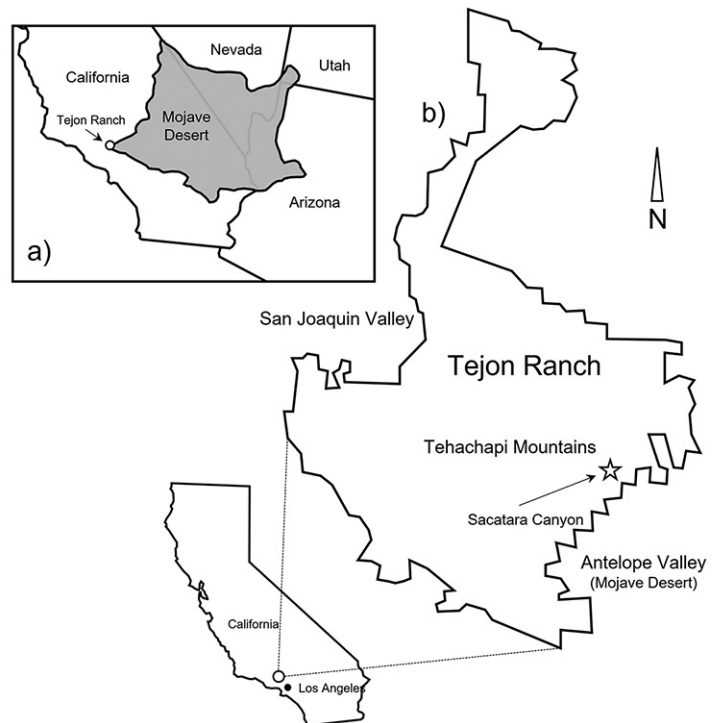 Nevada
Utah
California
Tejon Ranch
Mojave
Desert
Arizona
a)
b)
N
San Joaquin Valley
Tejon Ranch
Tehachapi Mountains
Sacatara Canyon
Antelope Valley
(Mojave Desert)
California
Los Angeles